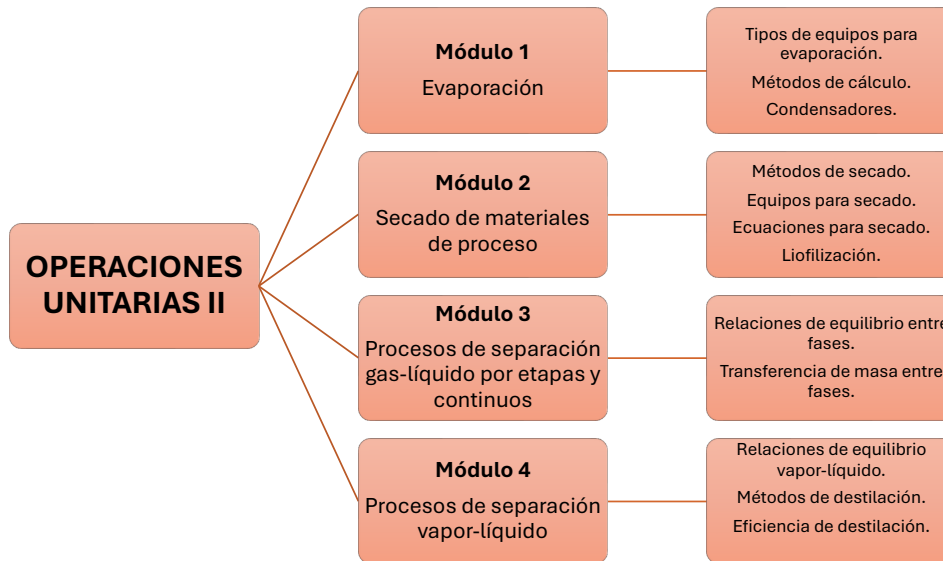 OPERACIONES
UNITARIAS II
Módulo 1
Evaporación
Tipos de equipos para
evaporación.
Métodos de cálculo.
Condensadores.
Módulo 2
Secado de materiales
de proceso
Métodos de secado.
Equipos para secado.
Ecuaciones para secado.
Liofilización.
Módulo 3
Procesos de separación
gas-líquido por etapas y
continuos
Relaciones de equilibrio entre
fases.
Transferencia de masa entre
fases.
Módulo 4
Procesos de separación
vapor-líquido
Relaciones de equilibrio
vapor-líquido.
Métodos de destilación.
Eficiencia de destilación.